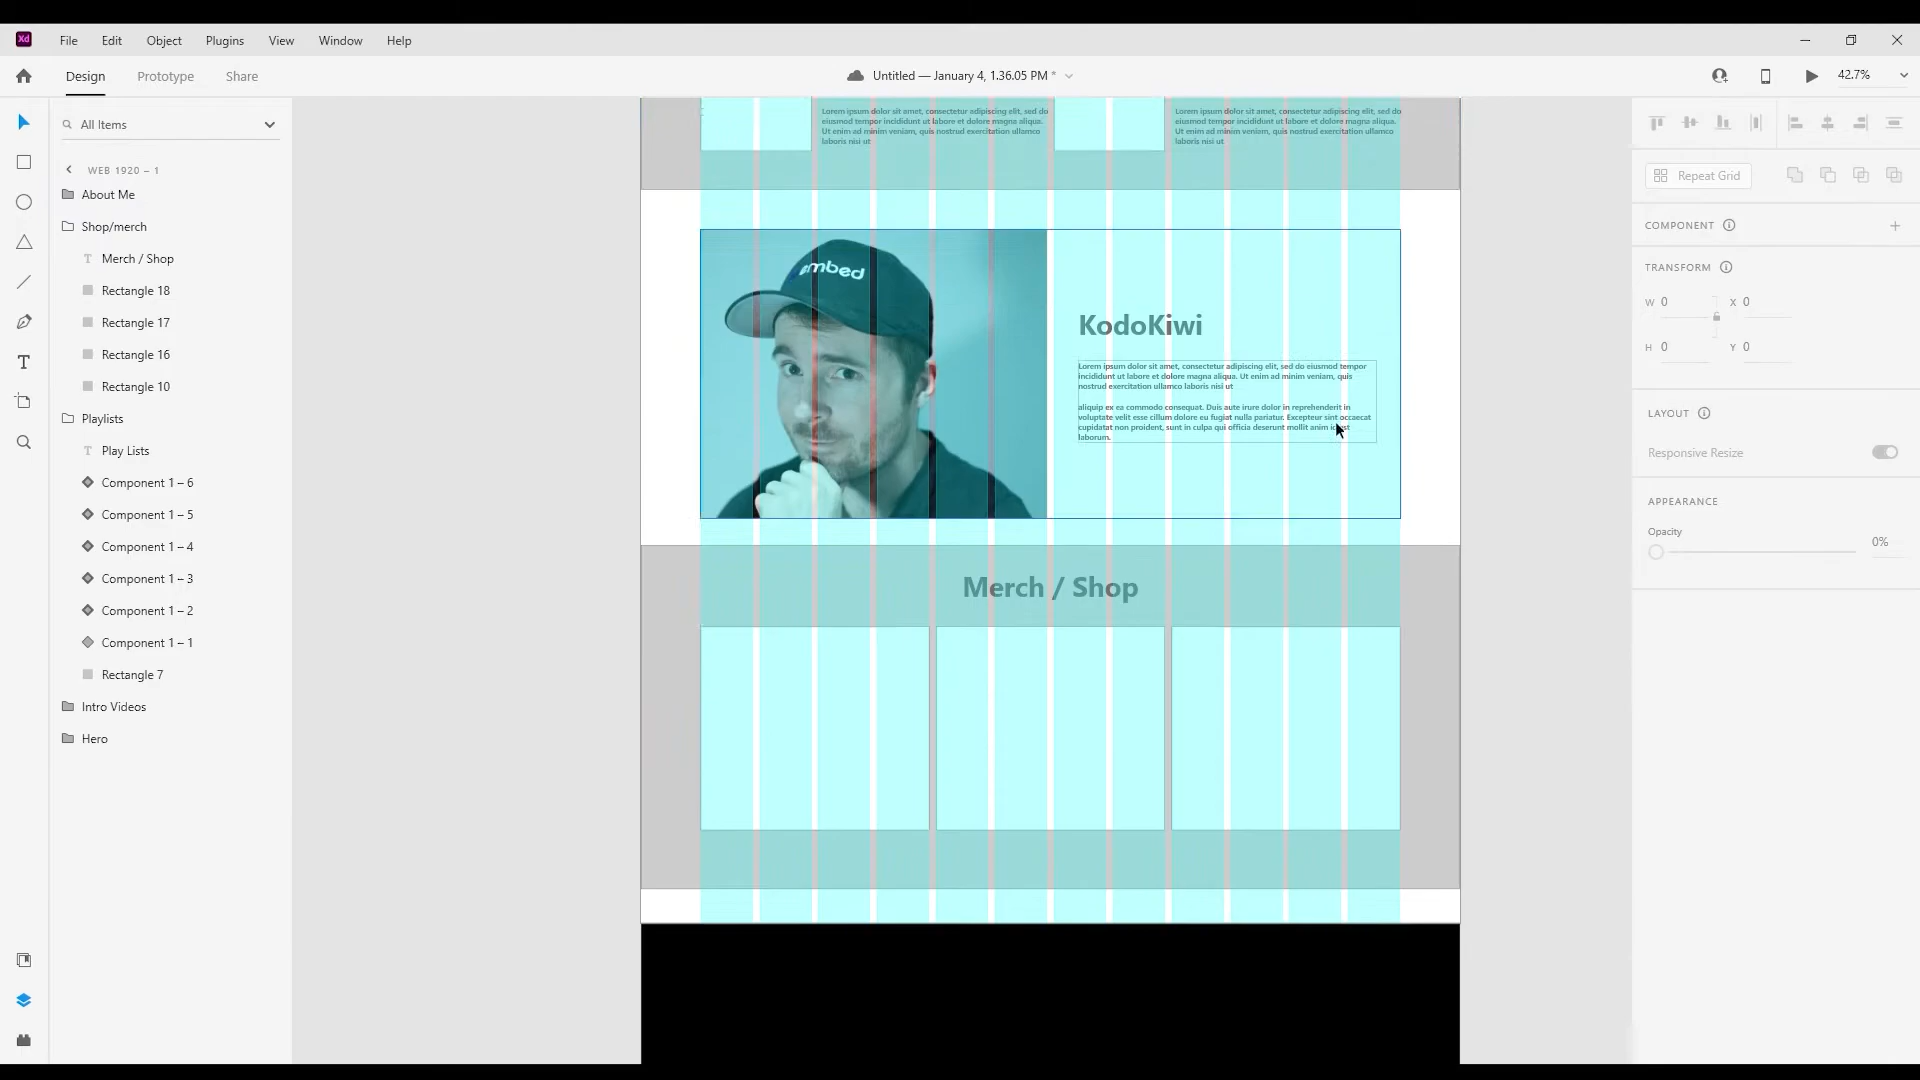 Xd File Edit Object Plugins View Window Help
Design Prototype Share
Untitled — January 4, 1.36.05 PM *
42.7%
All Items
WEB 1920 – 1
About Me
Shop/merch
T Merch / Shop
Rectangle 18
Rectangle 17
Rectangle 16
Rectangle 10
Playlists
T Play Lists
Component 1 – 6
Component 1 – 5
Component 1 – 4
Component 1 – 3
Component 1 – 2
Component 1 – 1
Rectangle 7
Intro Videos
Hero
Lorem ipsum dolor sit amet, consectetur adipiscing elit, sed do
eiusmod tempor incididunt ut labore et dolore magna aliqua.
Ut enim ad minim veniam, quis nostrud exercitation ullamco
laboris nisi ut
Lorem ipsum dolor sit amet, consectetur adipiscing elit, sed do
eiusmod tempor incididunt ut labore et dolore magna aliqua.
Ut enim ad minim veniam, quis nostrud exercitation ullamco
laboris nisi ut
KodoKiwi
Lorem ipsum dolor sit amet, consectetur adipiscing elit, sed do eiusmod tempor
incididunt ut labore et dolore magna aliqua. Ut enim ad minim veniam, quis
nostrud exercitation ullamco laboris nisi ut
aliquip ex ea commodo consequat. Duis aute irure dolor in reprehenderit in
voluptate velit esse cillum dolore eu fugiat nulla pariatur. Excepteur sint occaecat
cupidatat non proident, sunt in culpa qui officia deserunt mollit anim id est
laborum.
Merch / Shop
Repeat Grid
COMPONENT
TRANSFORM
W 0 X 0
H 0 Y 0
LAYOUT
Responsive Resize
APPEARANCE
Opacity
0%